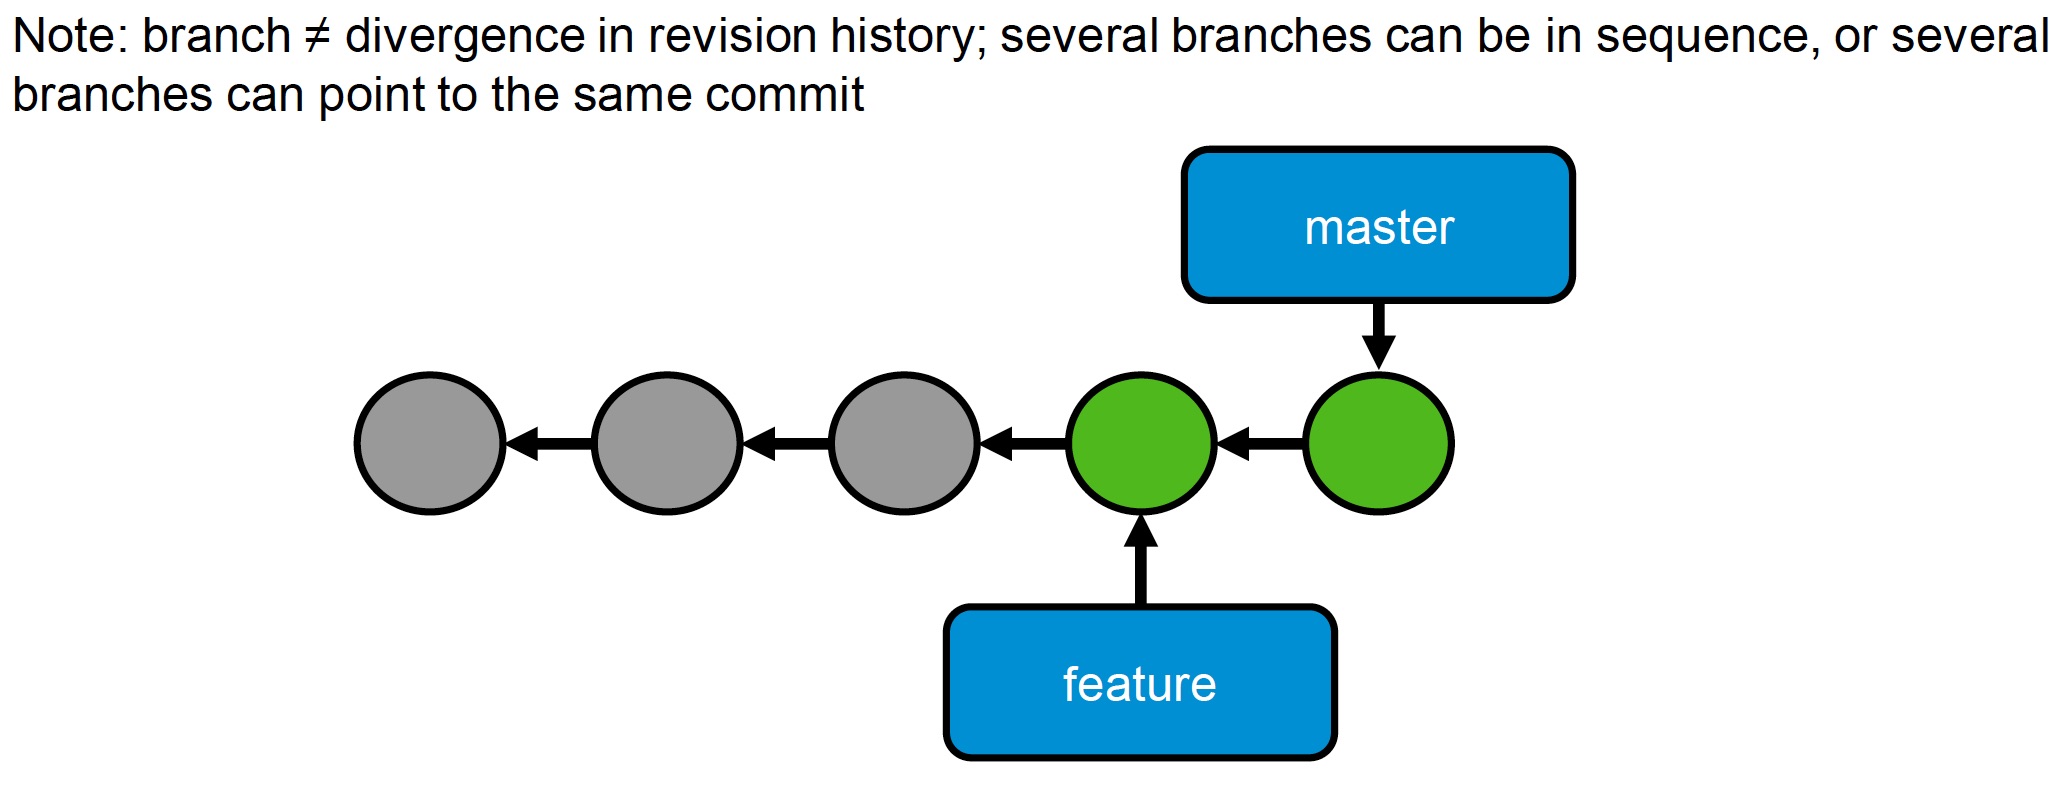 Note: branch ≠ divergence in revision history; several branches can be in sequence, or several
branches can point to the same commit
master
feature